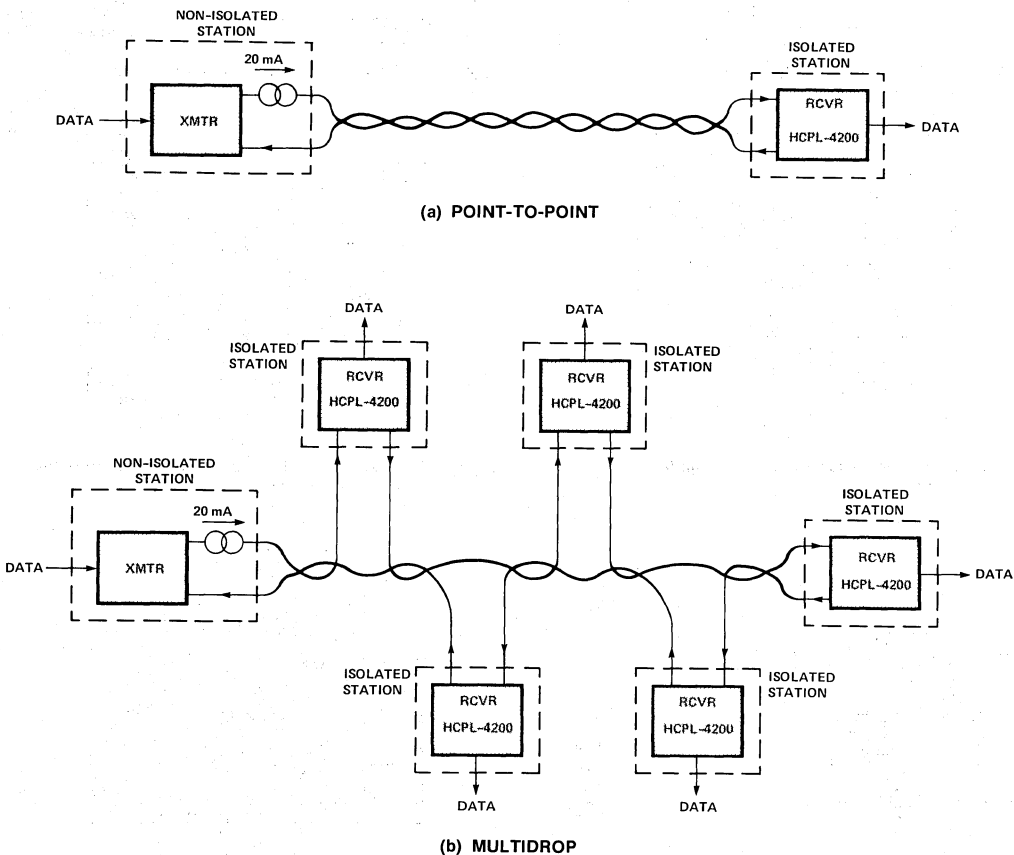 NON-ISOLATED
STATION
20 mA
DATA
XMTR
ISOLATED
STATION
RCVR
HCPL-4200
DATA
(a) POINT-TO-POINT
DATA
ISOLATED
STATION
RCVR
HCPL-4200
DATA
ISOLATED
STATION
RCVR
HCPL-4200
NON-ISOLATED
STATION
20 mA
DATA
XMTR
ISOLATED
STATION
RCVR
HCPL-4200
DATA
ISOLATED
STATION
RCVR
HCPL-4200
DATA
ISOLATED
STATION
RCVR
HCPL-4200
DATA
(b) MULTIDROP